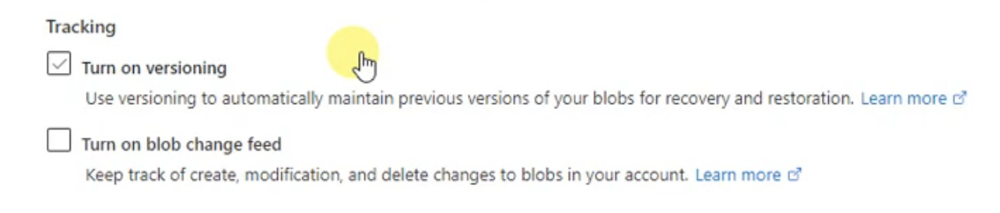 Tracking
Turn on versioning
Use versioning to automatically maintain previous versions of your blobs for recovery and restoration. Learn more
Turn on blob change feed
Keep track of create, modification, and delete changes to blobs in your account. Learn more